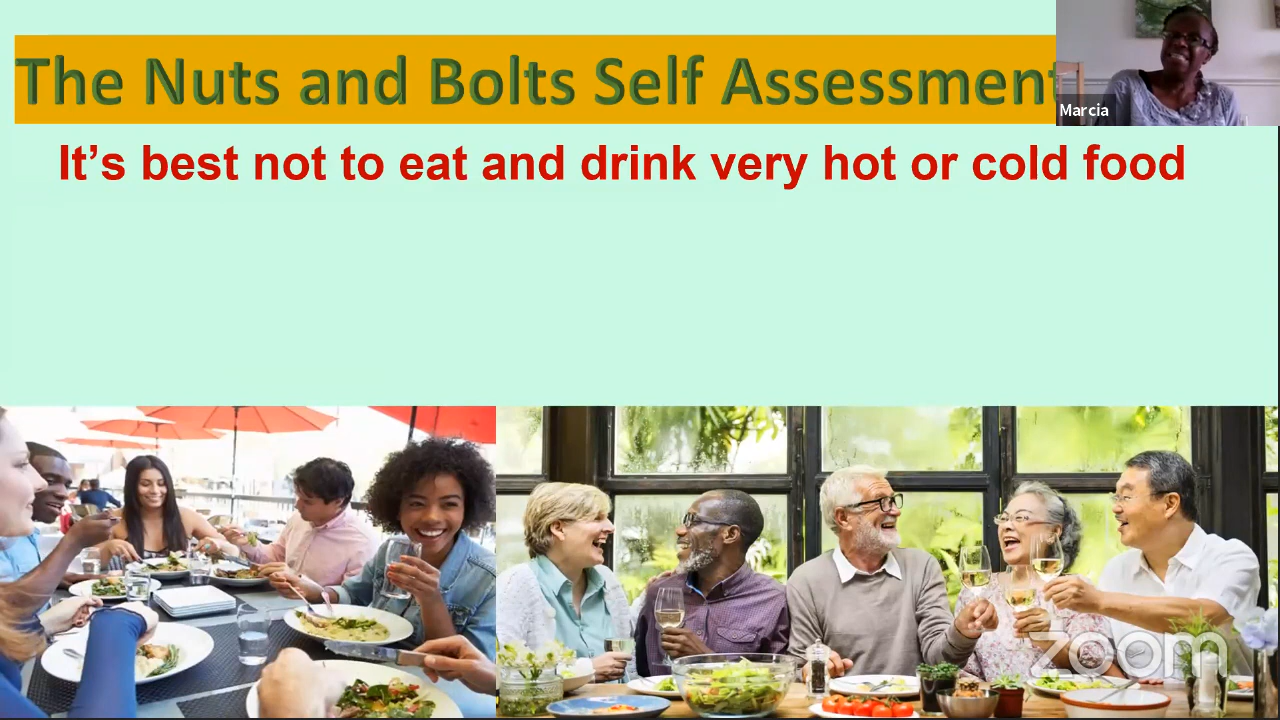 The Nuts and Bolts Self Assessment
Marcia
It's best not to eat and drink very hot or cold food
zoom